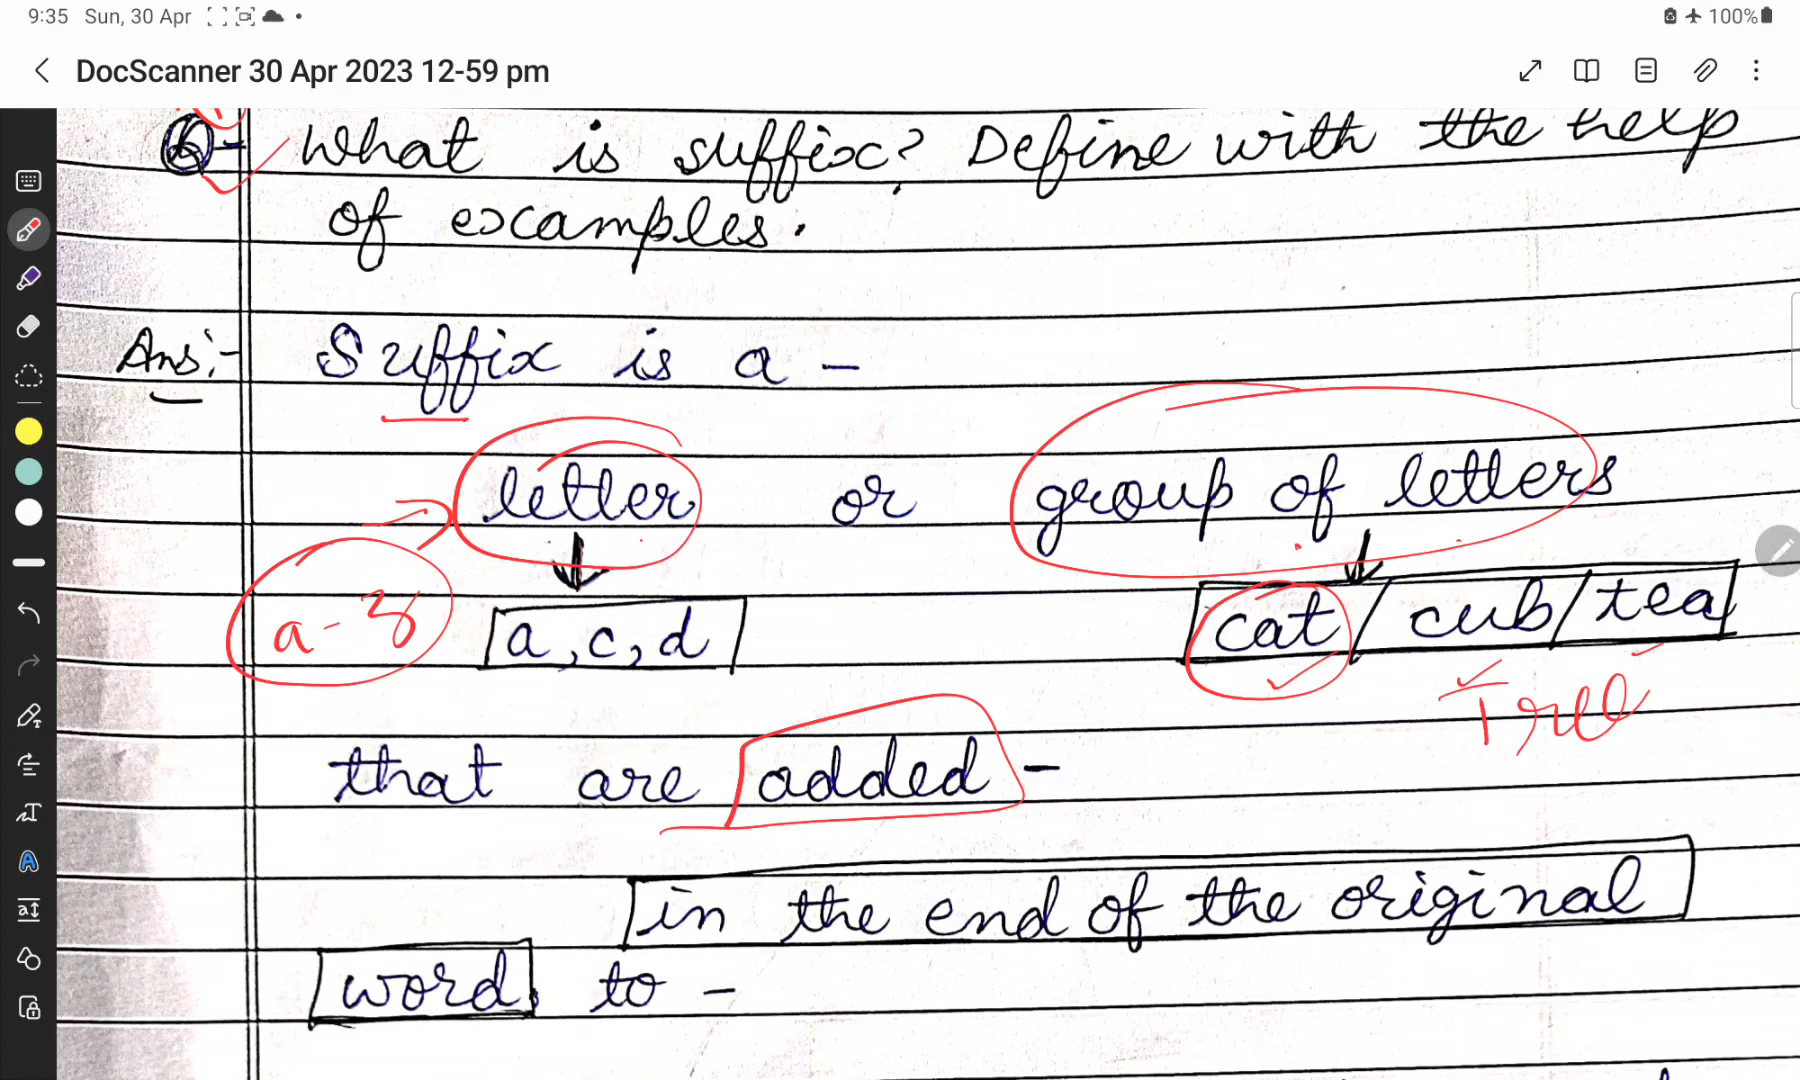 9:35 Sun, 30 Apr
100%
DocScanner 30 Apr 2023 12-59 pm
Q- What is suffix? Define with the help
of examples.
Ans:- Suffix is a -
letter or group of letters
a-z a,c,d cat/cub/tea
Tree
that are added -
in the end of the original
word to -